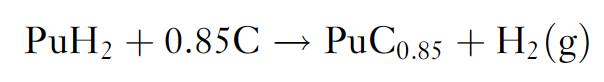 PuH₂ + 0.85C → PuC₀.₈₅ + H₂(g)